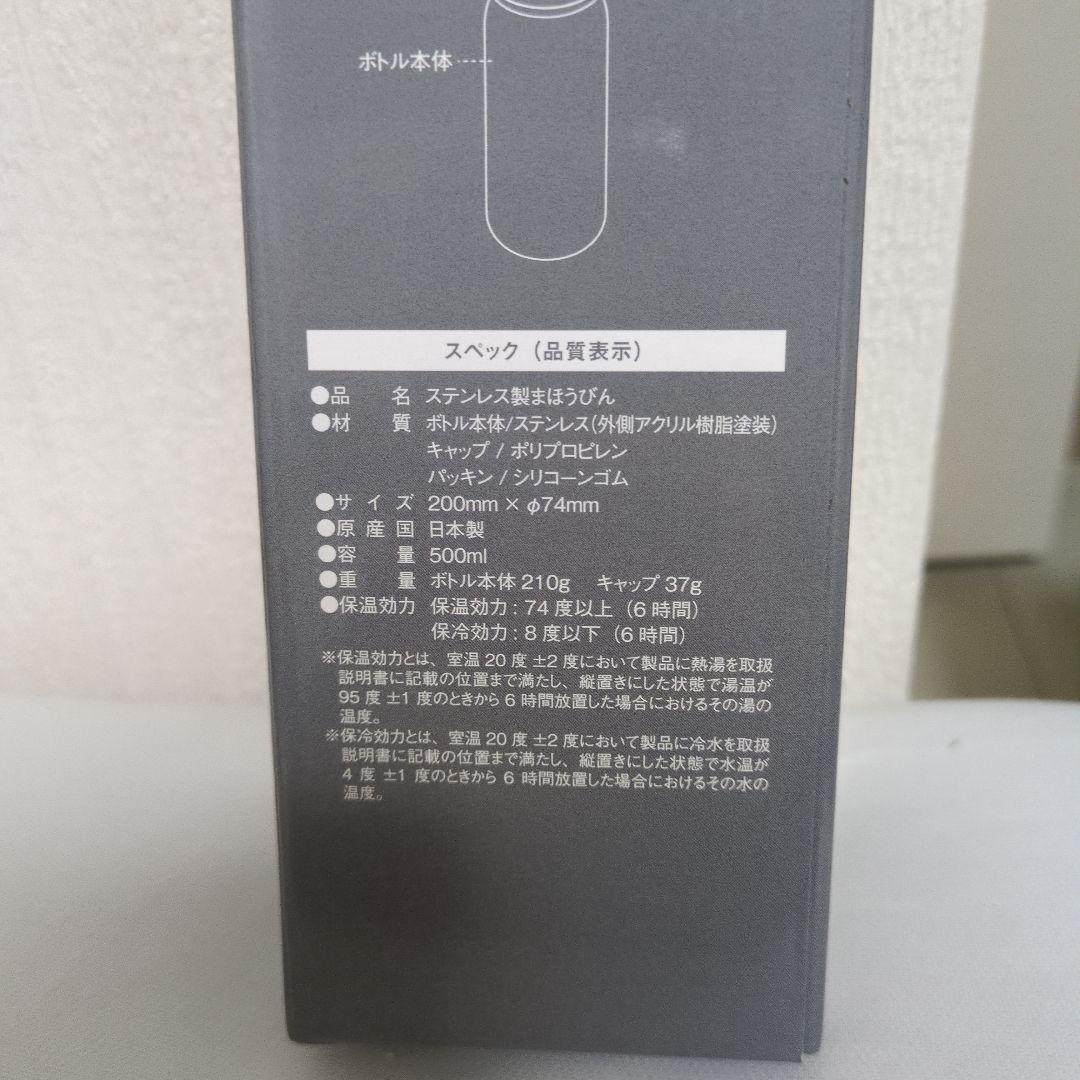 ボトル本体
スペック（品質表示）
●品　名 ステンレス製まほうびん
●材　質 ボトル本体/ステンレス（外側アクリル樹脂塗装）
キャップ / ポリプロピレン
パッキン / シリコーンゴム
●サイズ 200mm × φ74mm
●原産国 日本製
●容　量 500ml
●重　量 ボトル本体 210g　キャップ 37g
●保温効力 保温効力 : 74 度以上（6 時間）
保冷効力 : 8 度以下（6 時間）
※保温効力とは、室温 20 度 ±2 度において製品に熱湯を取扱
説明書に記載の位置まで満たし、縦置きにした状態で湯温が
95 度 ±1 度のときから 6 時間放置した場合におけるその湯の
温度。
※保冷効力とは、室温 20 度 ±2 度において製品に冷水を取扱
説明書に記載の位置まで満たし、縦置きにした状態で水温が
4 度 ±1 度のときから 6 時間放置した場合におけるその水の
温度。